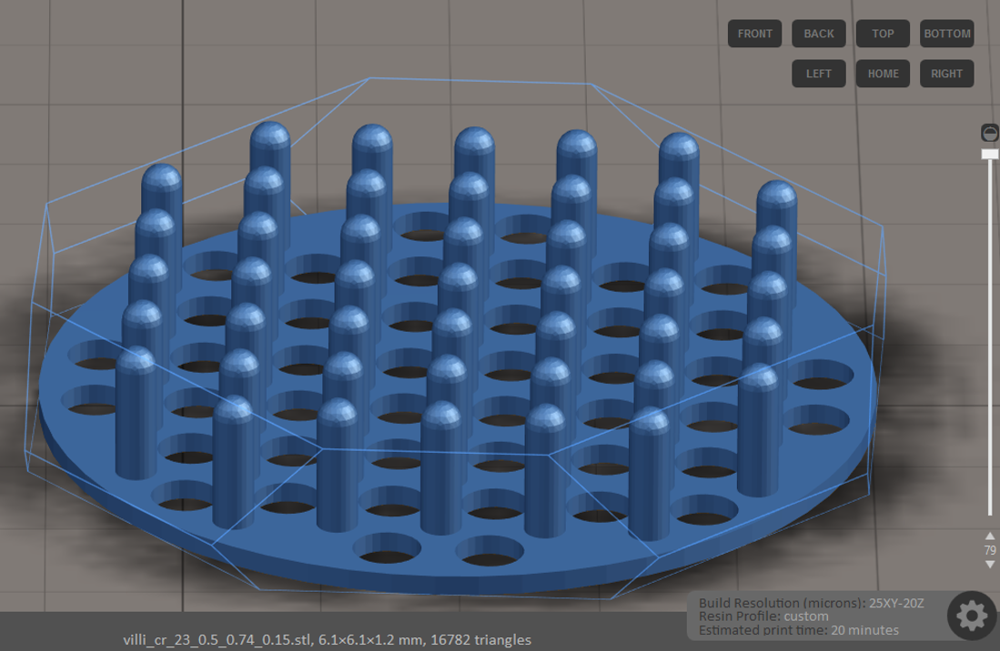 FRONT BACK TOP BOTTOM
LEFT HOME RIGHT
79
Build Resolution (microns): 25XY-20Z
Resin Profile: custom
Estimated print time: 20 minutes
villi_cr_23_0.5_0.74_0.15.stl, 6.1×6.1×1.2 mm, 16782 triangles